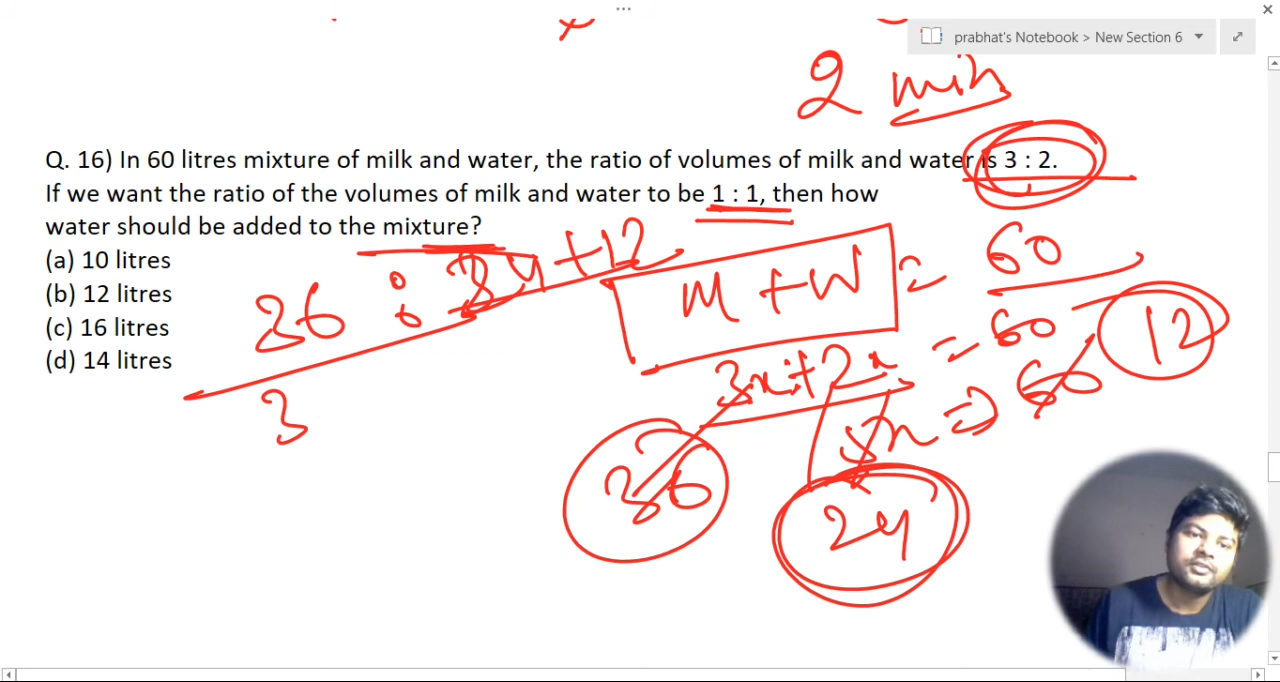 prabhat's Notebook > New Section 6
2 min
Q. 16) In 60 litres mixture of milk and water, the ratio of volumes of milk and water is 3 : 2.
If we want the ratio of the volumes of milk and water to be 1 : 1, then how
water should be added to the mixture?
(a) 10 litres
(b) 12 litres
(c) 16 litres
(d) 14 litres
36 : 24+12
3
M + W = 60
3x+2x = 60
5x => 60
12
36
24